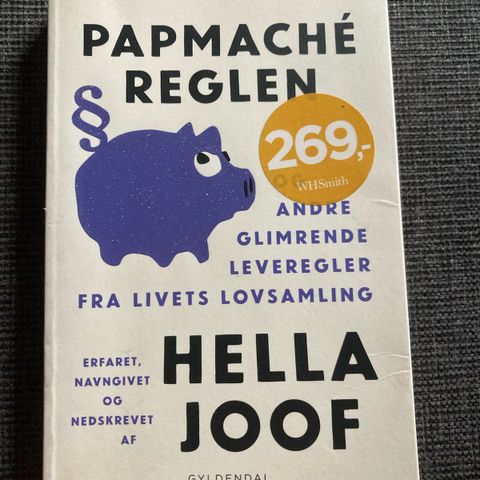 PAPMACHÉ
REGLEN
§
269,-
WHSmith
OG
ANDRE
GLIMRENDE
LEVEREGLER
FRA LIVETS LOVSAMLING
ERFARET,
NAVNGIVET
OG
NEDSKREVET
AF
HELLA
JOOF
GYLDENDAL